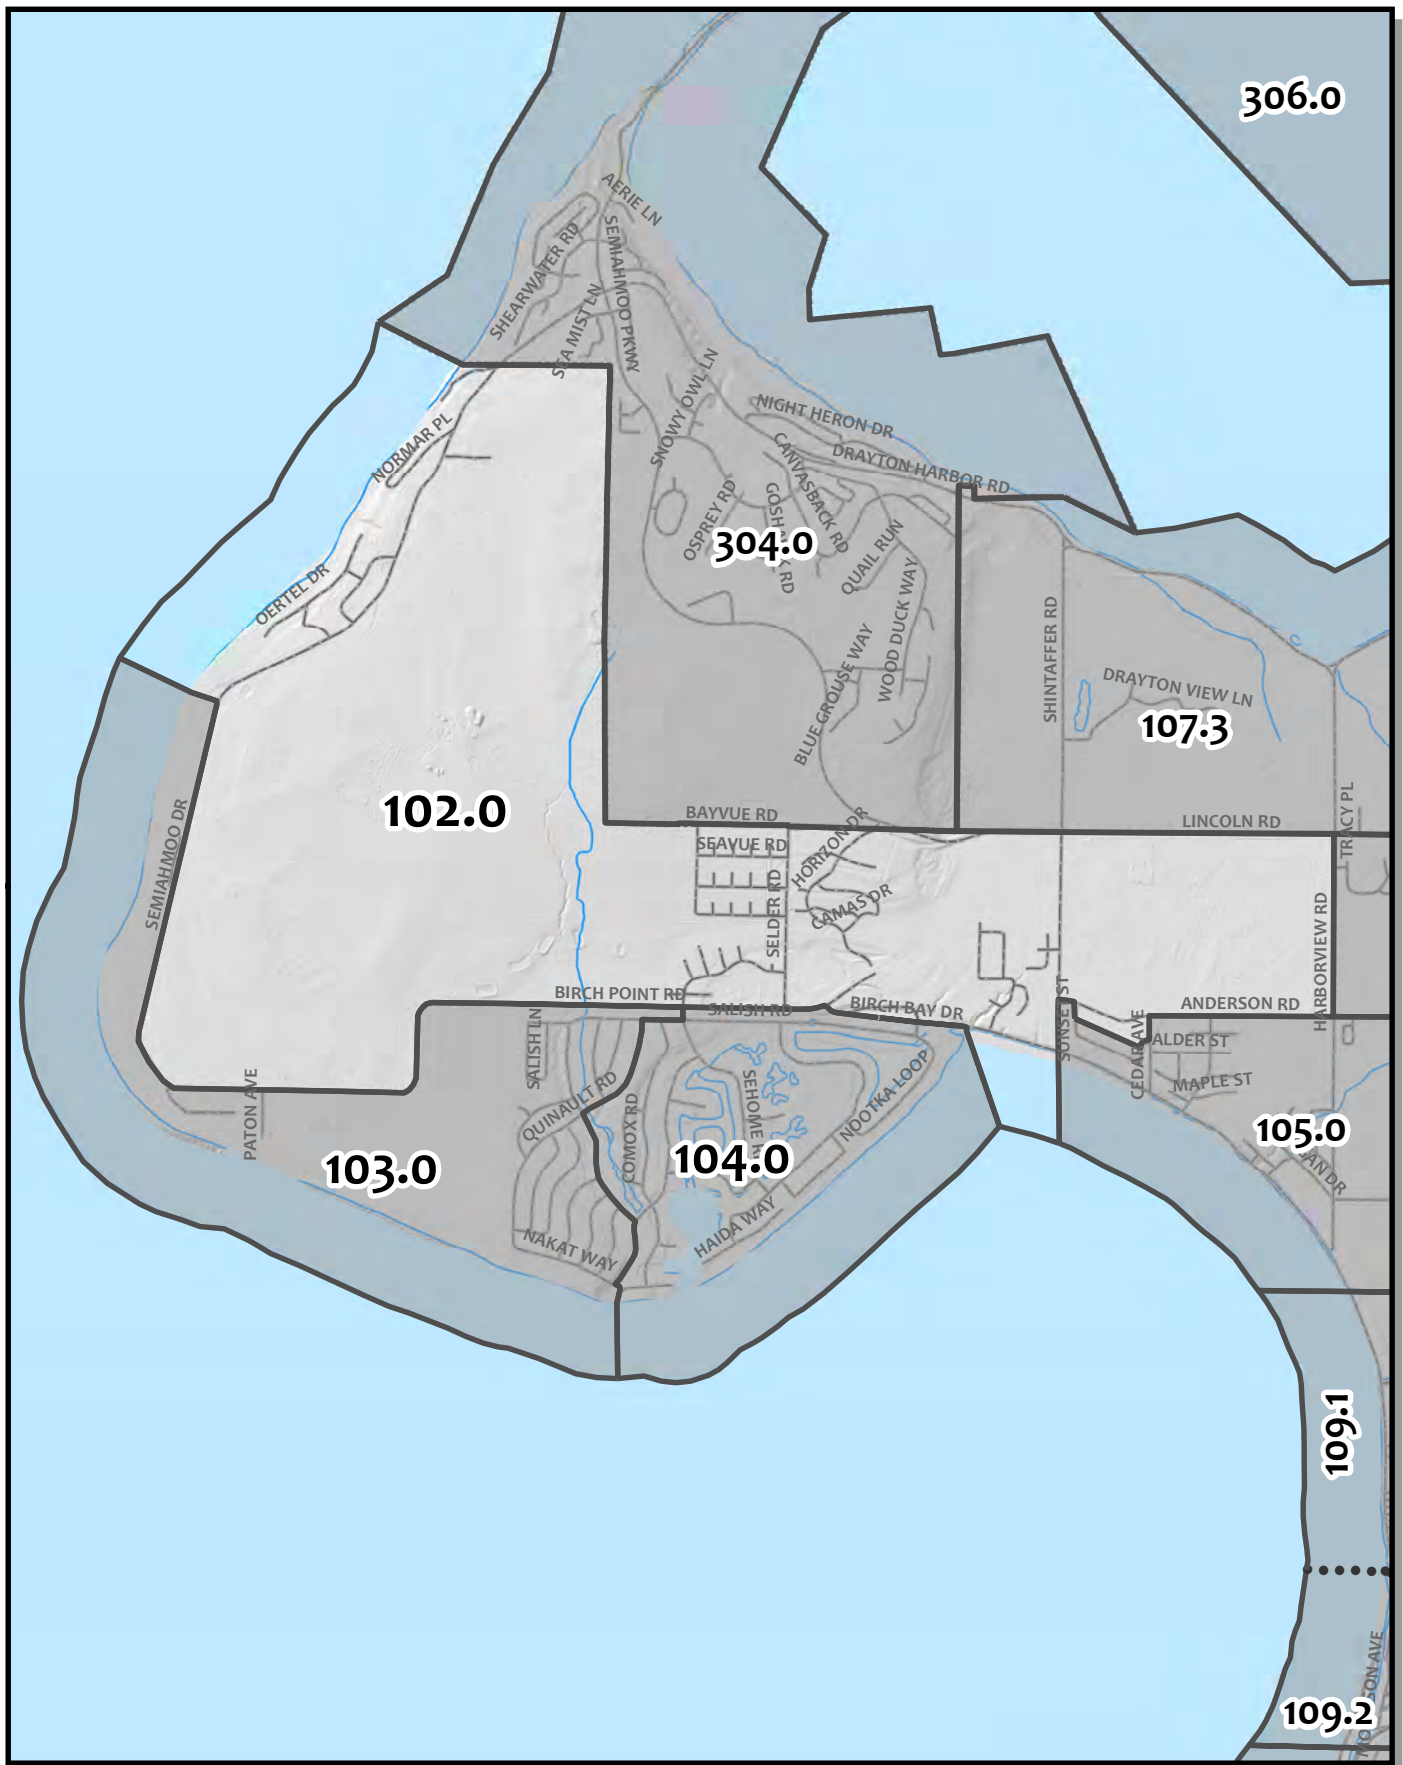 306.0
AERIE LN
SHEARWATER RD
SEMIAHMOO PKWY
SEA MIST LN
SNOWY OWL LN
NIGHT HERON DR
NORMAR PL
CANVASBACK RD
DRAYTON HARBOR RD
OSPREY RD
304.0
QUAIL RUN
OERTEL DR
WOOD DUCK WAY
SHINTAFFER RD
BLUE GROUSE WAY
DRAYTON VIEW LN
107.3
102.0
SEMIAHMOO DR
BAYVUE RD
LINCOLN RD
TRACY PL
SEAVUE RD
HORIZON DR
SELDER RD
CAMAS DR
HARBORVIEW RD
BIRCH POINT RD
SALISH RD
BIRCH BAY DR
SUNSET ST
ANDERSON RD
SALISH LN
CEDAR AVE
ALDER ST
MAPLE ST
PATON AVE
QUINAULT RD
COMOX RD
NOOTKA LOOP
103.0
104.0
105.0
HAIDA WAY
NAKAT WAY
109.1
109.2